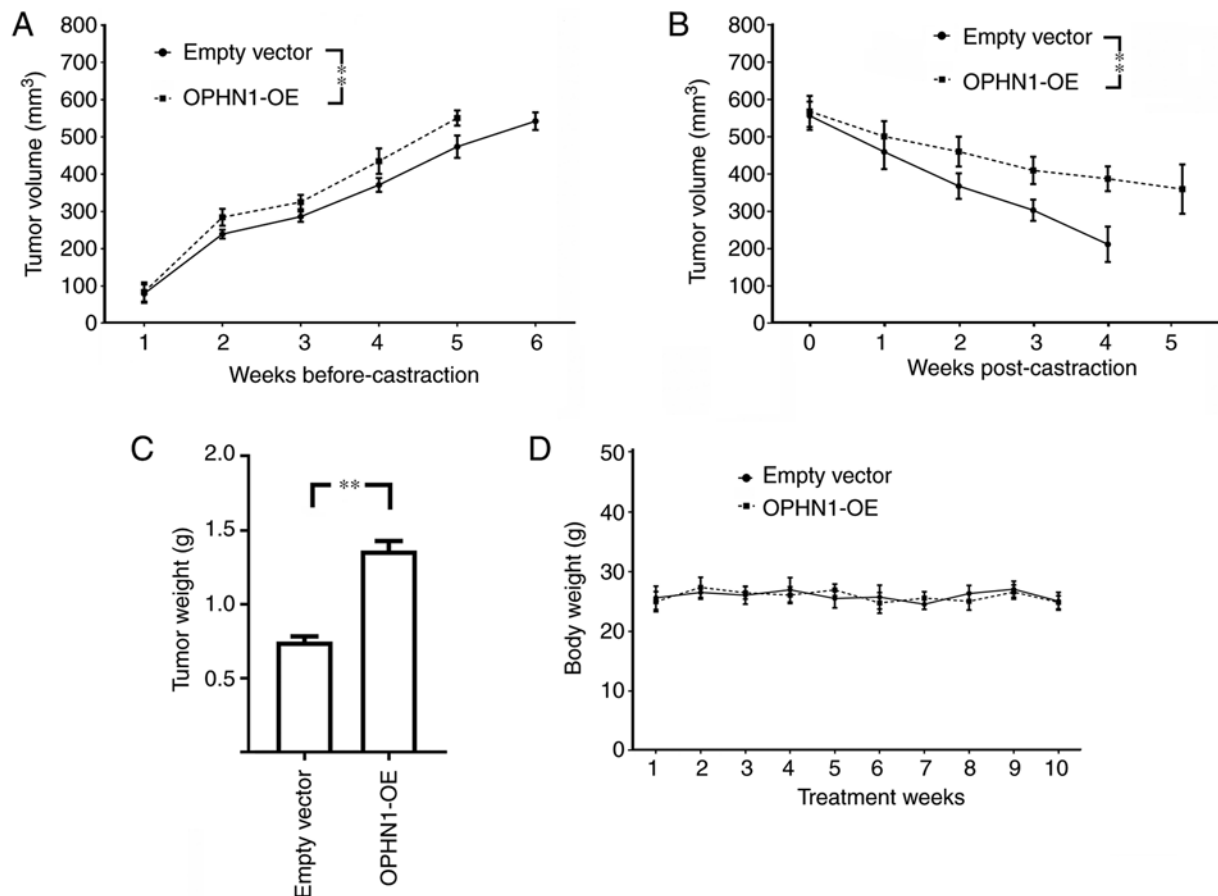 A
800
700
600
500
400
300
200
100
0
Tumor volume (mm³)
Empty vector
OPHN1-OE
**
1 2 3 4 5 6
Weeks before-castraction
B
800
700
600
500
400
300
200
100
0
Tumor volume (mm³)
Empty vector
OPHN1-OE
**
0 1 2 3 4 5
Weeks post-castraction
C
2.0
1.5
1.0
0.5
Tumor weight (g)
**
Empty vector
OPHN1-OE
D
50
40
30
20
10
0
Body weight (g)
Empty vector
OPHN1-OE
1 2 3 4 5 6 7 8 9 10
Treatment weeks